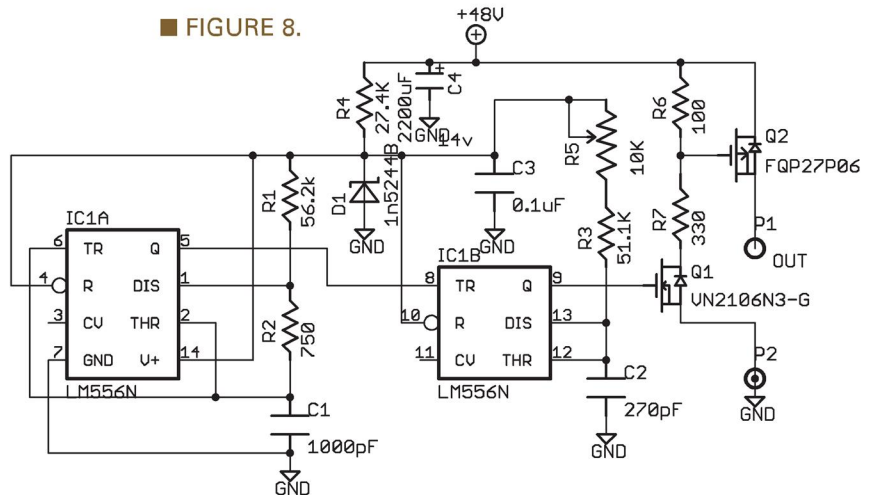 FIGURE 8.
+48V
R4
27.4K
2200uF
+
C4
GND
14v
R6
100
Q2
FQP27P06
R5
10K
C3
0.1uF
GND
D1
1n5244B
GND
R1
56.2k
R3
51.1K
R7
330
P1
OUT
IC1A
6 TR Q 5
4 R DIS 1
3 CV THR 2
7 GND V+ 14
LM556N
R2
750
IC1B
8 TR Q 9
10 R DIS 13
11 CV THR 12
LM556N
Q1
VN2106N3-G
P2
GND
C2
270pF
GND
C1
1000pF
GND